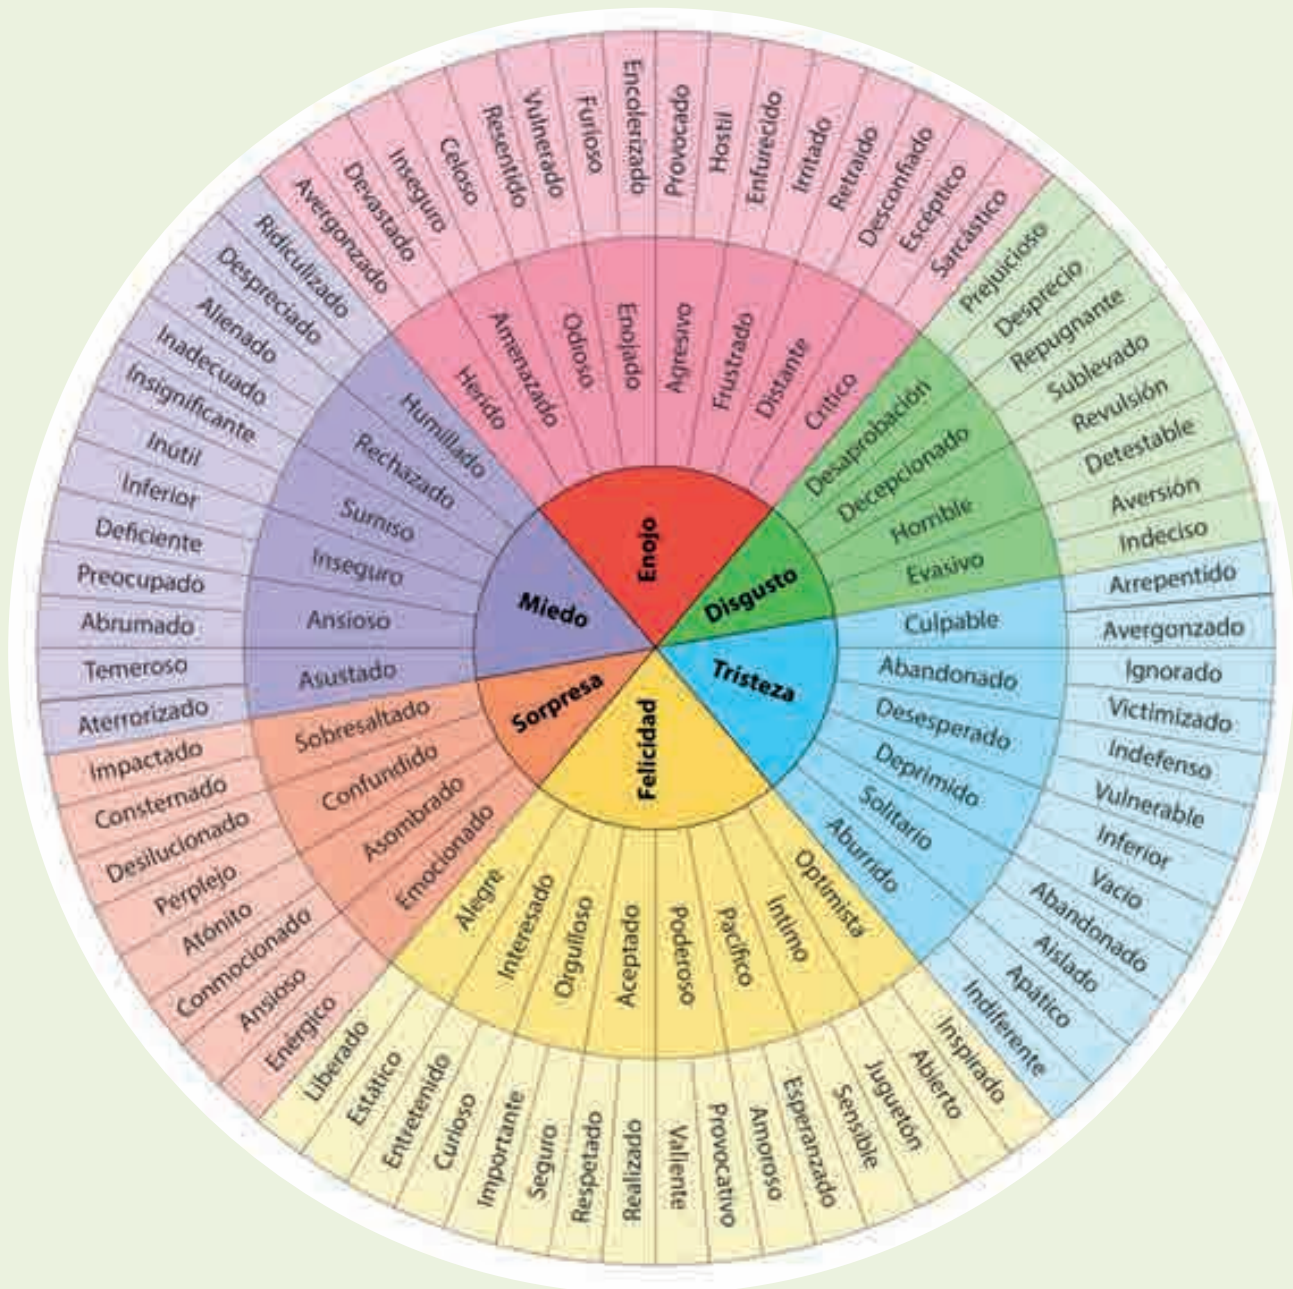 Enojo
Disgusto
Tristeza
Felicidad
Sorpresa
Miedo
Herido
Amenazado
Odioso
Enojado
Agresivo
Frustrado
Distante
Crítico
Desaprobación
Decepcionado
Horrible
Evasivo
Culpable
Abandonado
Desesperado
Deprimido
Solitario
Aburrido
Optimista
Intimo
Pacífico
Poderoso
Aceptado
Orgulloso
Interesado
Alegre
Emocionado
Asombrado
Confundido
Sobresaltado
Asustado
Ansioso
Inseguro
Sumiso
Rechazado
Humillado
Avergonzado
Devastado
Inseguro
Celoso
Resentido
Vulnerado
Furioso
Encolerizado
Provocado
Hostil
Enfurecido
Irritado
Retraído
Desconfiado
Escéptico
Sarcástico
Prejuicioso
Desprecio
Repugnante
Sublevado
Revulsión
Detestable
Aversión
Indeciso
Arrepentido
Avergonzado
Ignorado
Victimizado
Indefenso
Vulnerable
Inferior
Vacío
Abandonado
Aislado
Apático
Indiferente
Inspirado
Abierto
Juguetón
Sensible
Esperanzado
Amoroso
Provocativo
Valiente
Realizado
Respetado
Seguro
Importante
Curioso
Entretenido
Estático
Liberado
Enérgico
Ansioso
Conmocionado
Atónito
Perplejo
Desilucionado
Consternado
Impactado
Aterrorizado
Temeroso
Abrumado
Preocupado
Deficiente
Inferior
Inutil
Insignificante
Inadecuado
Alienado
Despreciado
Ridiculizado